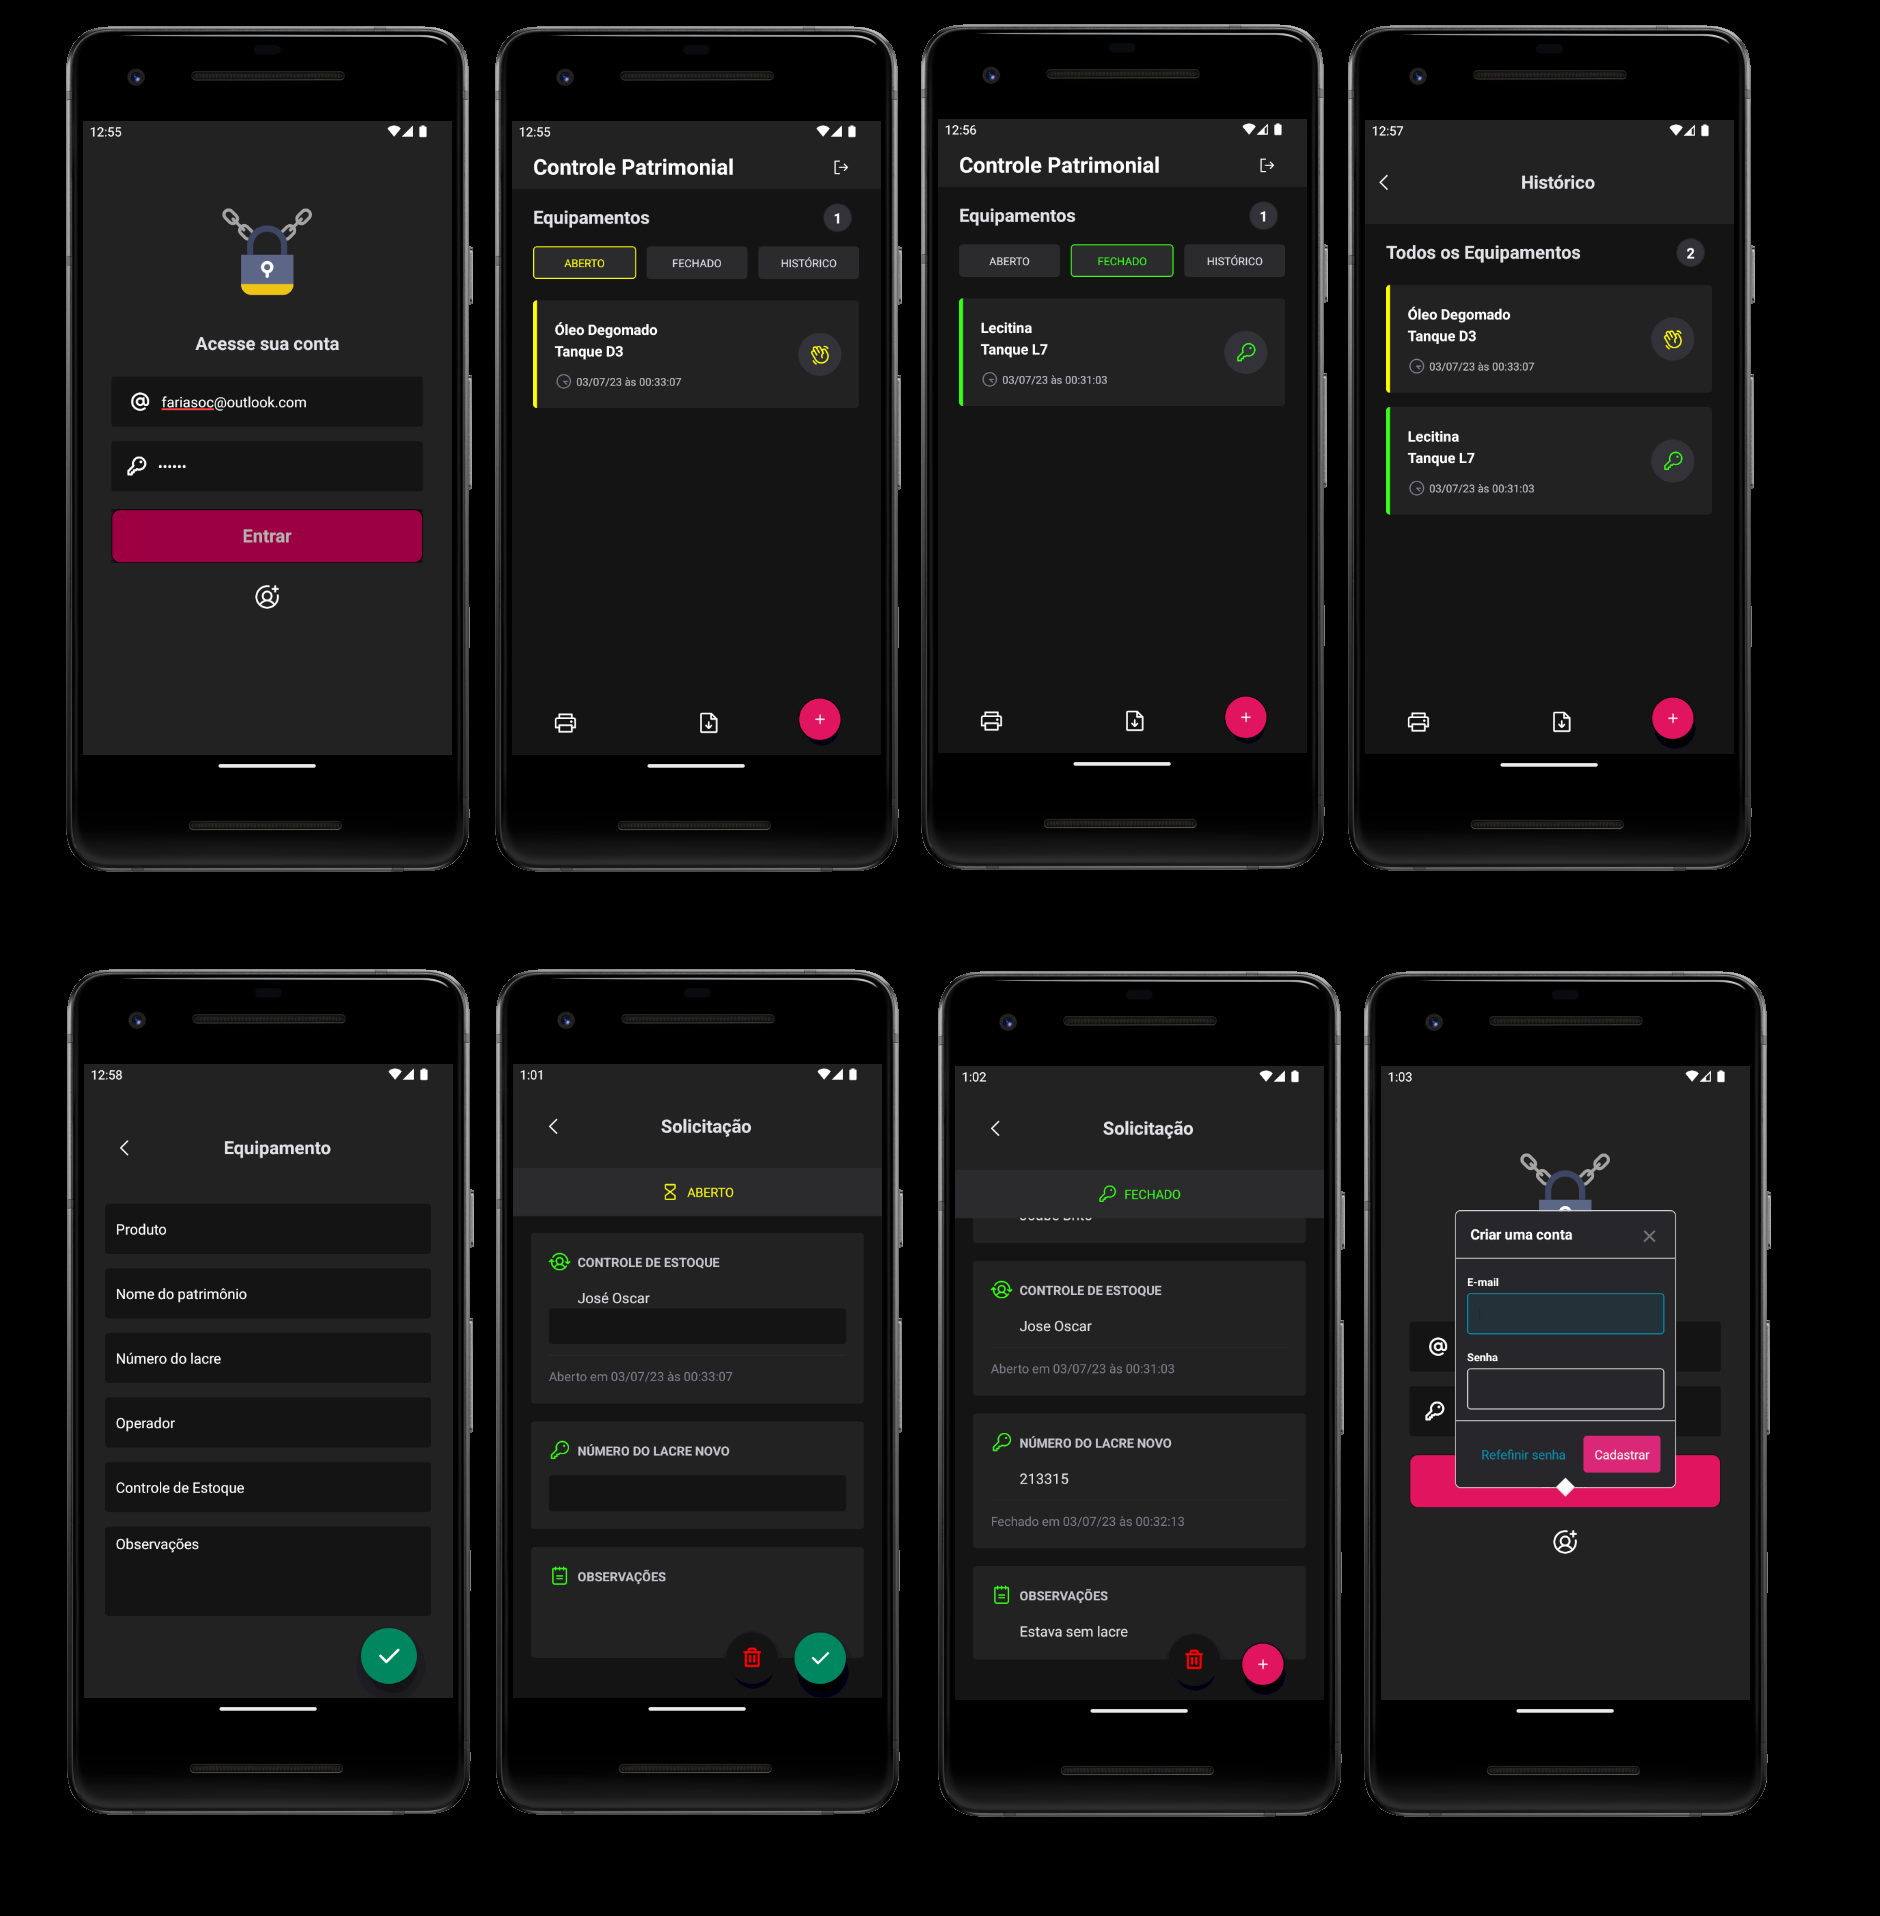 12:55
Acesse sua conta
fariasoc@outlook.com
••••••
Entrar
12:55
Controle Patrimonial
Equipamentos 1
ABERTO FECHADO HISTÓRICO
Óleo Degomado
Tanque D3
03/07/23 às 00:33:07
12:56
Controle Patrimonial
Equipamentos 1
ABERTO FECHADO HISTÓRICO
Lecitina
Tanque L7
03/07/23 às 00:31:03
12:57
Histórico
Todos os Equipamentos 2
Óleo Degomado
Tanque D3
03/07/23 às 00:33:07
Lecitina
Tanque L7
03/07/23 às 00:31:03
12:58
Equipamento
Produto
Nome do patrimônio
Número do lacre
Operador
Controle de Estoque
Observações
1:01
Solicitação
ABERTO
CONTROLE DE ESTOQUE
José Oscar
Aberto em 03/07/23 às 00:33:07
NÚMERO DO LACRE NOVO
OBSERVAÇÕES
1:02
Solicitação
FECHADO
CONTROLE DE ESTOQUE
Jose Oscar
Aberto em 03/07/23 às 00:31:03
NÚMERO DO LACRE NOVO
213315
Fechado em 03/07/23 às 00:32:13
OBSERVAÇÕES
Estava sem lacre
1:03
Criar uma conta
E-mail
Senha
Refefinir senha Cadastrar